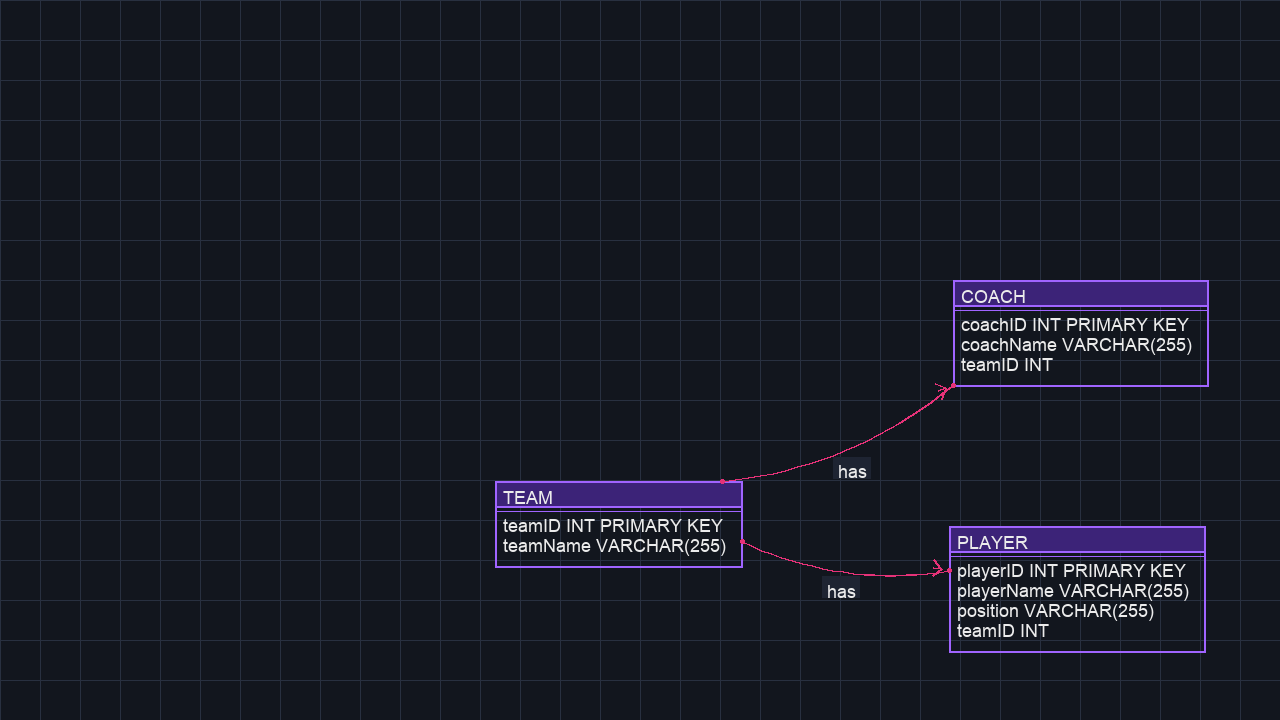 COACH
coachID INT PRIMARY KEY
coachName VARCHAR(255)
teamID INT
has
TEAM
teamID INT PRIMARY KEY
teamName VARCHAR(255)
has
PLAYER
playerID INT PRIMARY KEY
playerName VARCHAR(255)
position VARCHAR(255)
teamID INT